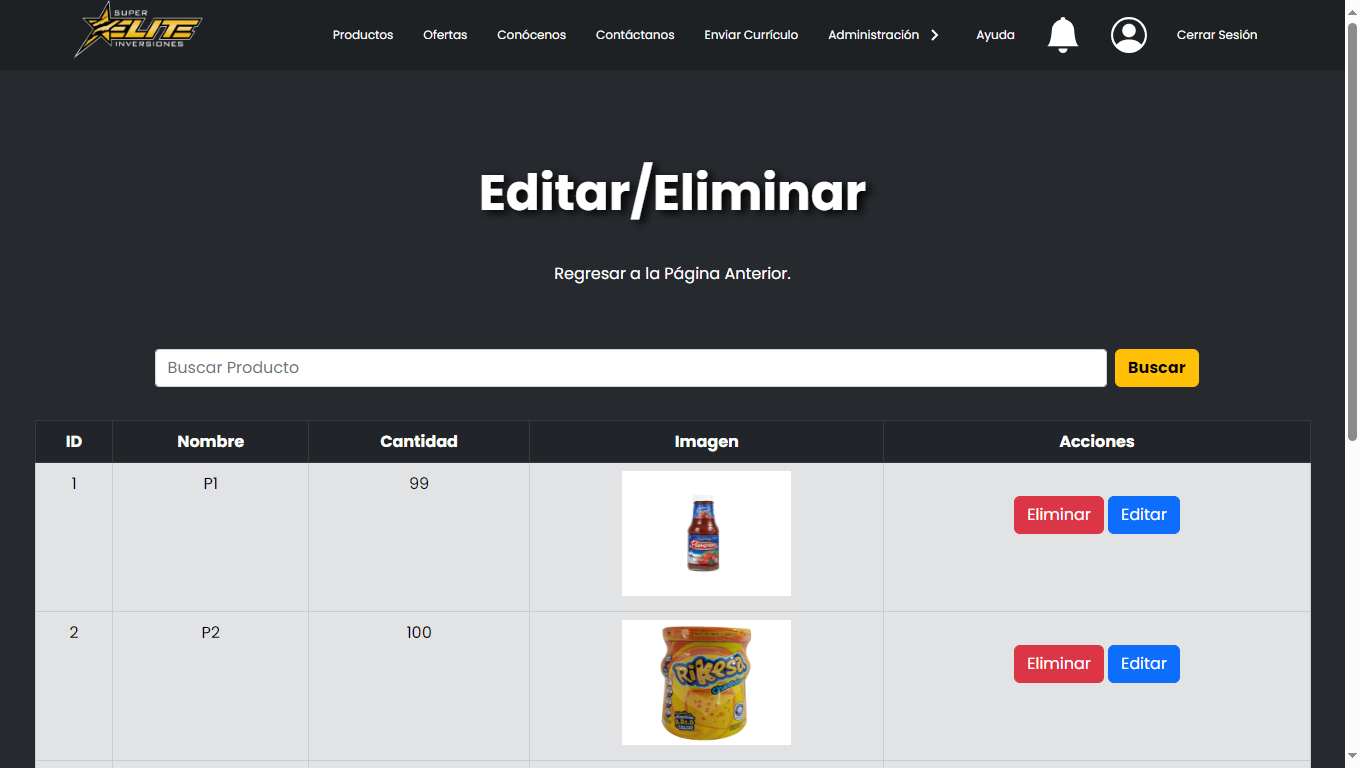 SUPER
ELITE
INVERSIONES
Productos Ofertas Conócenos Contáctanos Enviar Currículo Administración Ayuda Cerrar Sesión
Editar/Eliminar
Regresar a la Página Anterior.
Buscar Producto Buscar
ID Nombre Cantidad Imagen Acciones
1 P1 99 Eliminar Editar
2 P2 100 Eliminar Editar
Rikesa